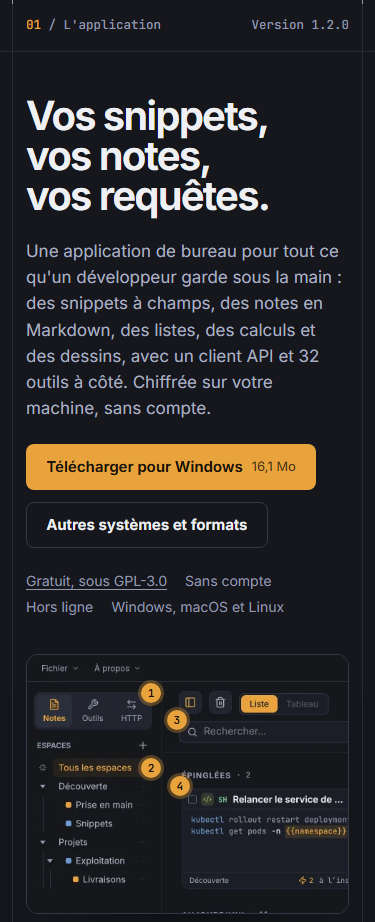 01 / L'application
Version 1.2.0
Vos snippets,
vos notes,
vos requêtes.
Une application de bureau pour tout ce
qu'un développeur garde sous la main :
des snippets à champs, des notes en
Markdown, des listes, des calculs et
des dessins, avec un client API et 32
outils à côté. Chiffrée sur votre
machine, sans compte.
Télécharger pour Windows 16,1 Mo
Autres systèmes et formats
Gratuit, sous GPL-3.0 Sans compte
Hors ligne Windows, macOS et Linux
Fichier À propos
1
Notes Outils HTTP
Liste Tableau
3
Rechercher...
ESPACES
Tous les espaces 2
Découverte
Prise en main
Snippets
Projets
Exploitation
Livraisons
ÉPINGLÉES · 2
4
SH Relancer le service de ...
kubectl rollout restart deployment
kubectl get pods -n {{namespace}}
Découverte 2 à l'ins